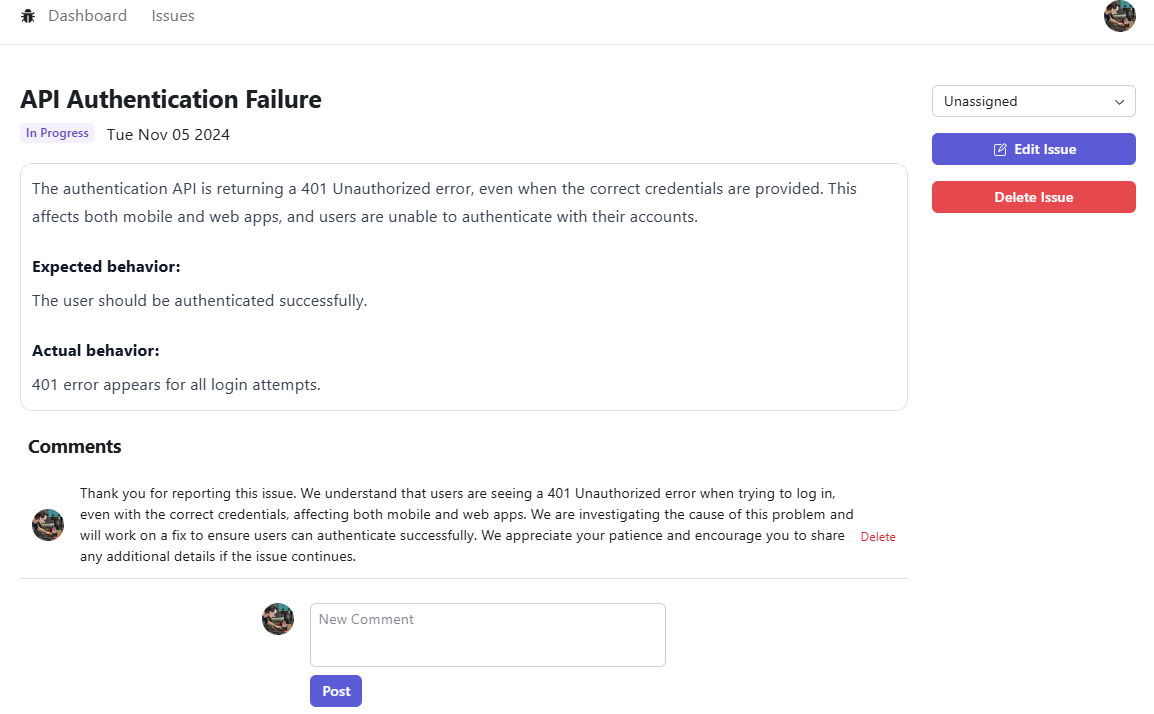 Dashboard Issues
API Authentication Failure
Unassigned
In Progress Tue Nov 05 2024
Edit Issue
Delete Issue
The authentication API is returning a 401 Unauthorized error, even when the correct credentials are provided. This
affects both mobile and web apps, and users are unable to authenticate with their accounts.
Expected behavior:
The user should be authenticated successfully.
Actual behavior:
401 error appears for all login attempts.
Comments
Thank you for reporting this issue. We understand that users are seeing a 401 Unauthorized error when trying to log in,
even with the correct credentials, affecting both mobile and web apps. We are investigating the cause of this problem and
will work on a fix to ensure users can authenticate successfully. We appreciate your patience and encourage you to share
any additional details if the issue continues.
Delete
New Comment
Post